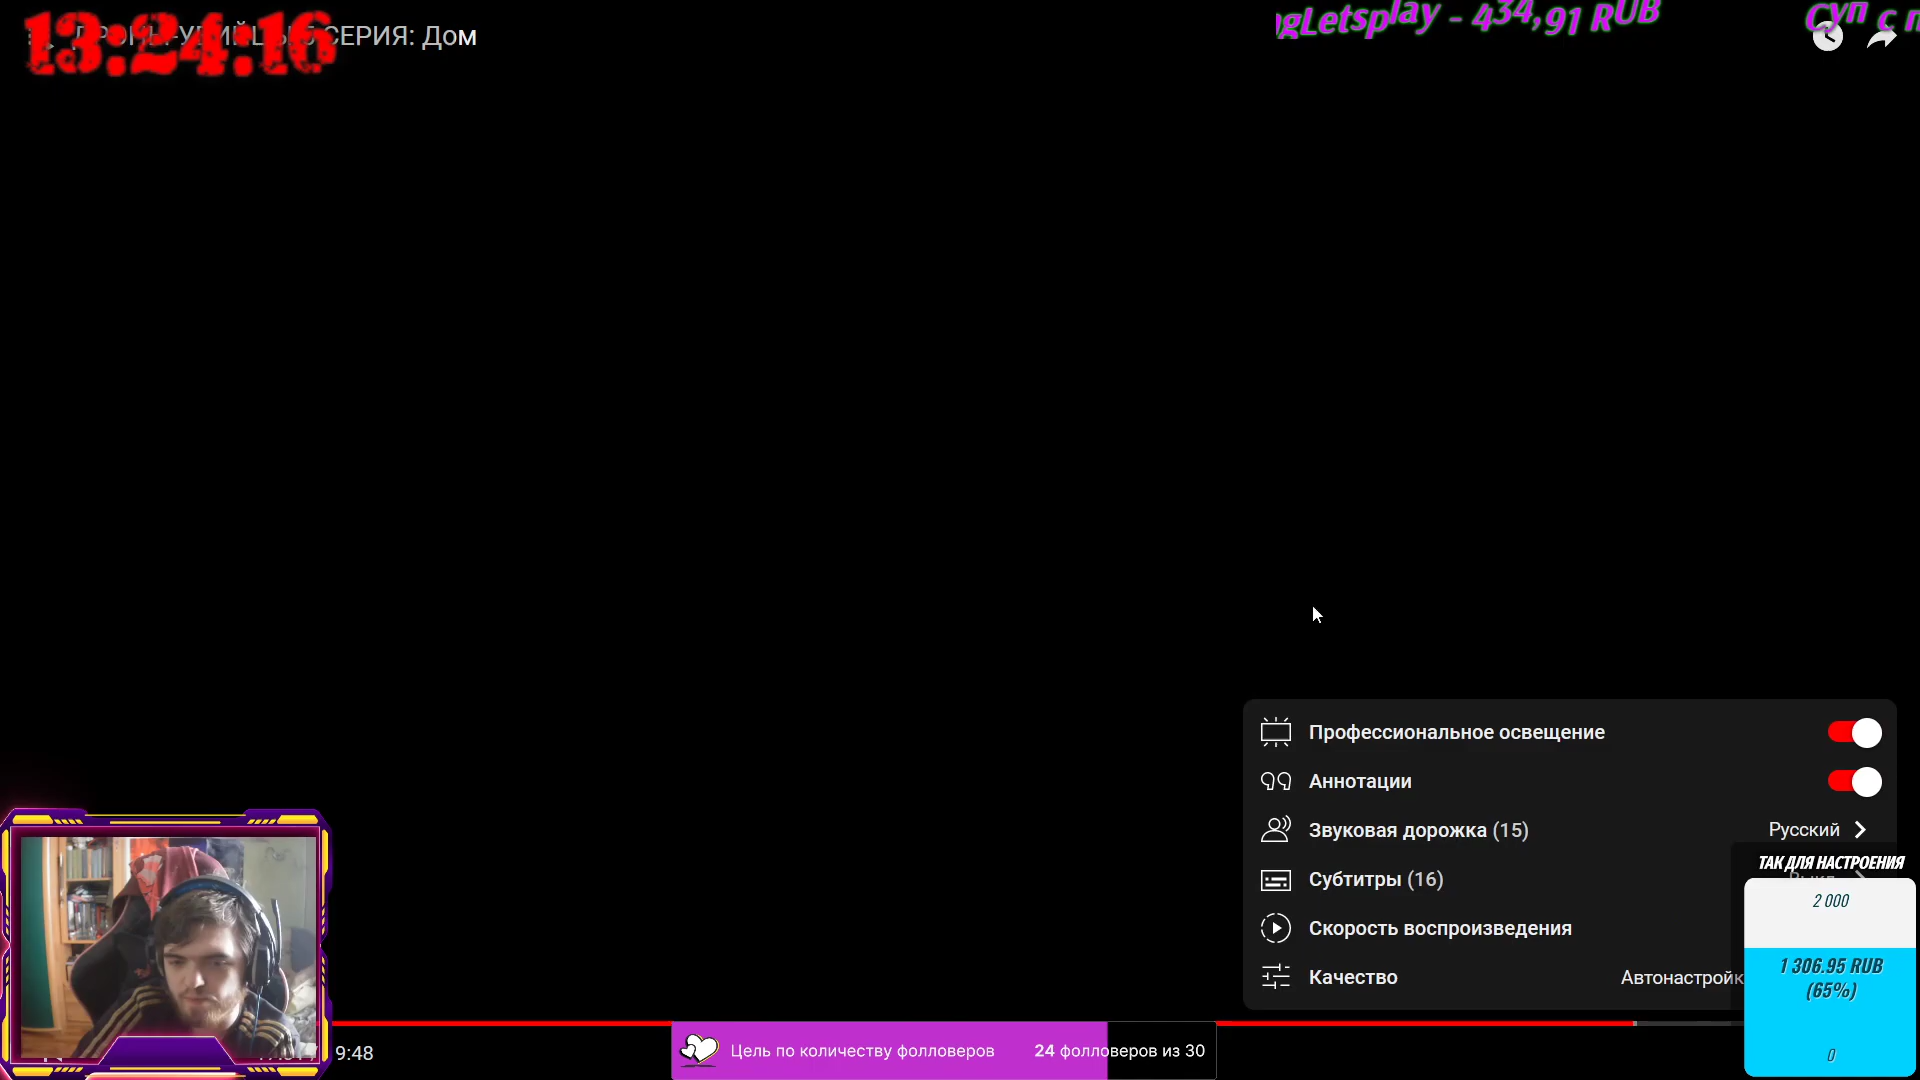 13:24:16
СЕРИЯ: Дом
gLetsplay - 434,91 RUB
Суп с п
Профессиональное освещение
Аннотации
Звуковая дорожка (15)
Русский
Субтитры (16)
Скорость воспроизведения
Качество
Автонастройк
ТАК ДЛЯ НАСТРОЕНИЯ
2 000
1 306.95 RUB
(65%)
0
9:48
Цель по количеству фолловеров
24 фолловеров из 30